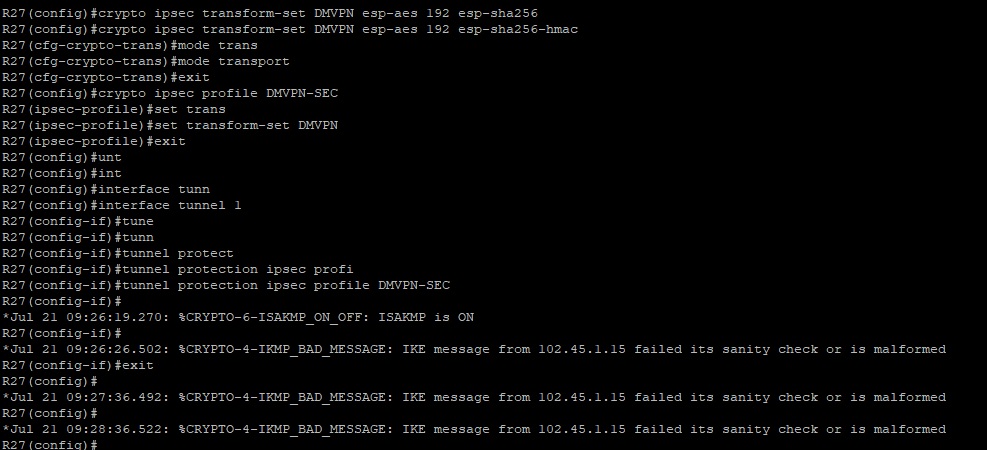 R27(config)#crypto ipsec transform-set DMVPN esp-aes 192 esp-sha256
R27(config)#crypto ipsec transform-set DMVPN esp-aes 192 esp-sha256-hmac
R27(cfg-crypto-trans)#mode trans
R27(cfg-crypto-trans)#mode transport
R27(cfg-crypto-trans)#exit
R27(config)#crypto ipsec profile DMVPN-SEC
R27(ipsec-profile)#set trans
R27(ipsec-profile)#set transform-set DMVPN
R27(ipsec-profile)#exit
R27(config)#unt
R27(config)#int
R27(config)#interface tunn
R27(config)#interface tunnel 1
R27(config-if)#tune
R27(config-if)#tunn
R27(config-if)#tunnel protect
R27(config-if)#tunnel protection ipsec profi
R27(config-if)#tunnel protection ipsec profile DMVPN-SEC
R27(config-if)#
*Jul 21 09:26:19.270: %CRYPTO-6-ISAKMP_ON_OFF: ISAKMP is ON
R27(config-if)#
*Jul 21 09:26:26.502: %CRYPTO-4-IKMP_BAD_MESSAGE: IKE message from 102.45.1.15 failed its sanity check or is malformed
R27(config-if)#exit
R27(config)#
*Jul 21 09:27:36.492: %CRYPTO-4-IKMP_BAD_MESSAGE: IKE message from 102.45.1.15 failed its sanity check or is malformed
R27(config)#
*Jul 21 09:28:36.522: %CRYPTO-4-IKMP_BAD_MESSAGE: IKE message from 102.45.1.15 failed its sanity check or is malformed
R27(config)#